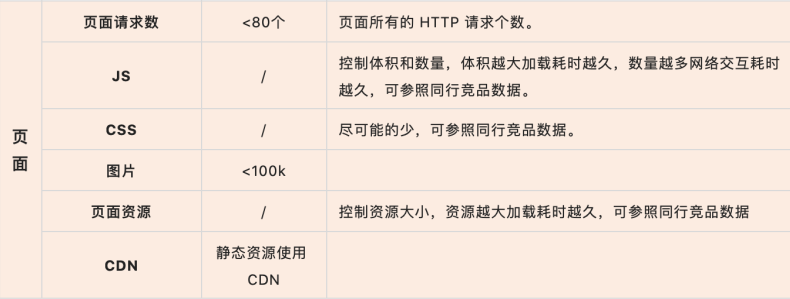 页面请求数 <80个 页面所有的 HTTP 请求个数。
JS / 控制体积和数量，体积越大加载耗时越久，数量越多网络交互耗时
越久，可参照同行竞品数据。
页
面
CSS / 尽可能的少，可参照同行竞品数据。
图片 <100k
页面资源 / 控制资源大小，资源越大加载耗时越久，可参照同行竞品数据
CDN 静态资源使用
CDN